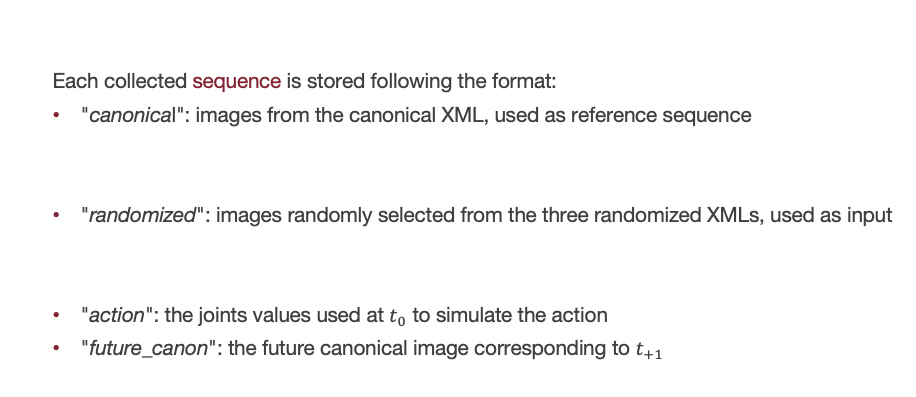 Each collected sequence is stored following the format:
• "canonical": images from the canonical XML, used as reference sequence
• "randomized": images randomly selected from the three randomized XMLs, used as input
• "action": the joints values used at t₀ to simulate the action
• "future_canon": the future canonical image corresponding to t₊₁